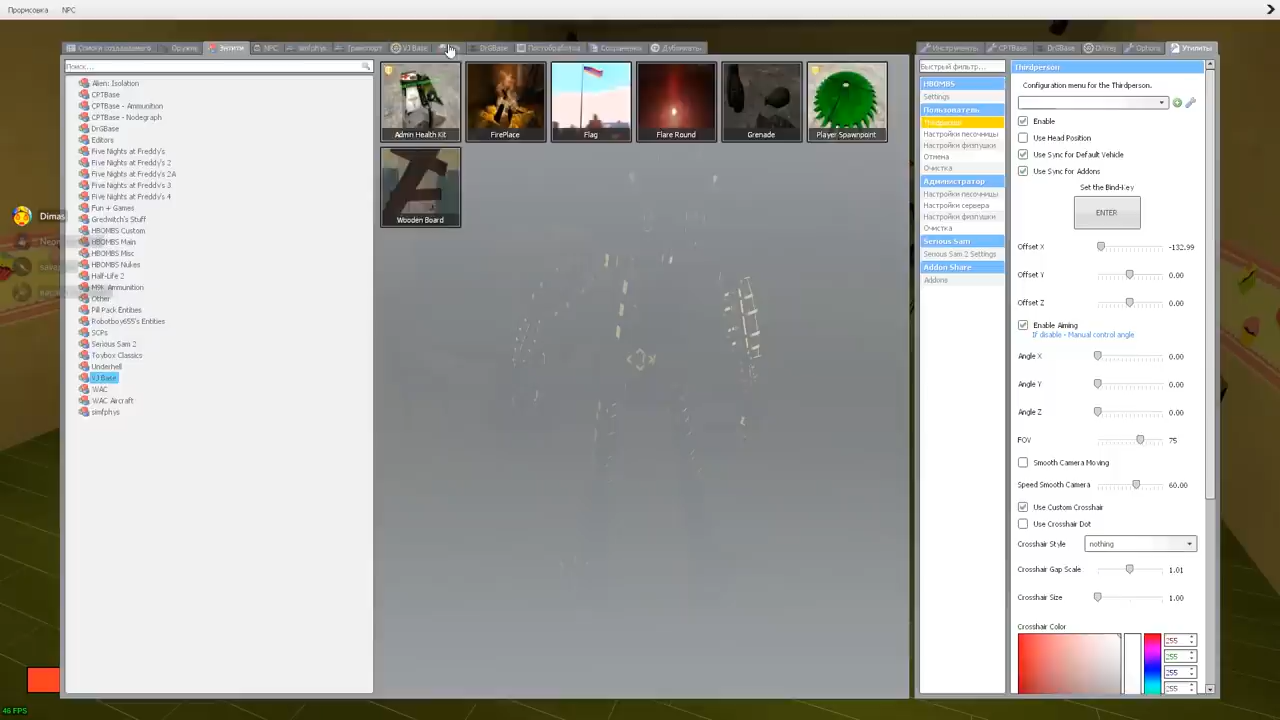 Прорисовка NPC
Списки создаваемого Оружие Энтити NPC simfphys Транспорт VJ Base DrGBase Постобработка Сохранения Дубликаты
Инструменты CPTBase DrGBase Options Утилиты
Поиск...
Alien: Isolation
CPTBase
CPTBase - Ammunition
CPTBase - Nodegraph
DrGBase
Editors
Five Nights at Freddy's
Five Nights at Freddy's 2
Five Nights at Freddy's 2A
Five Nights at Freddy's 3
Five Nights at Freddy's 4
Fun + Games
Gredwitch's Stuff
HBOMBS Custom
HBOMBS Main
HBOMBS Misc
HBOMBS Nukes
Half-Life 2
M9K Ammunition
Other
Pill Pack Entities
Robotboy655's Entities
SCPs
Serious Sam 2
Toybox Classics
Underhell
VJ Base
WAC
WAC Aircraft
simfphys
Dimas
Admin Health Kit
FirePlace
Flag
Flare Round
Grenade
Player Spawnpoint
Wooden Board
Быстрый фильтр...
HBOMBS
Settings
Пользователь
Thirdperson
Настройки песочницы
Настройки физпушки
Отмена
Очистка
Администратор
Настройки песочницы
Настройки сервера
Настройки физпушки
Очистка
Serious Sam
Serious Sam 2 Settings
Addon Share
Addons
Thirdperson
Configuration menu for the Thirdperson.
Enable
Use Head Position
Use Sync for Default Vehicle
Use Sync for Addons
Set the Bind-Key
ENTER
Offset X -132.99
Offset Y 0.00
Offset Z 0.00
Enable Aiming
If disable - Manual control angle
Angle X 0.00
Angle Y 0.00
Angle Z 0.00
FOV 75
Smooth Camera Moving
Speed Smooth Camera 60.00
Use Custom Crosshair
Use Crosshair Dot
Crosshair Style nothing
Crosshair Gap Scale 1.01
Crosshair Size 1.00
Crosshair Color
255
255
255
255
46 FPS